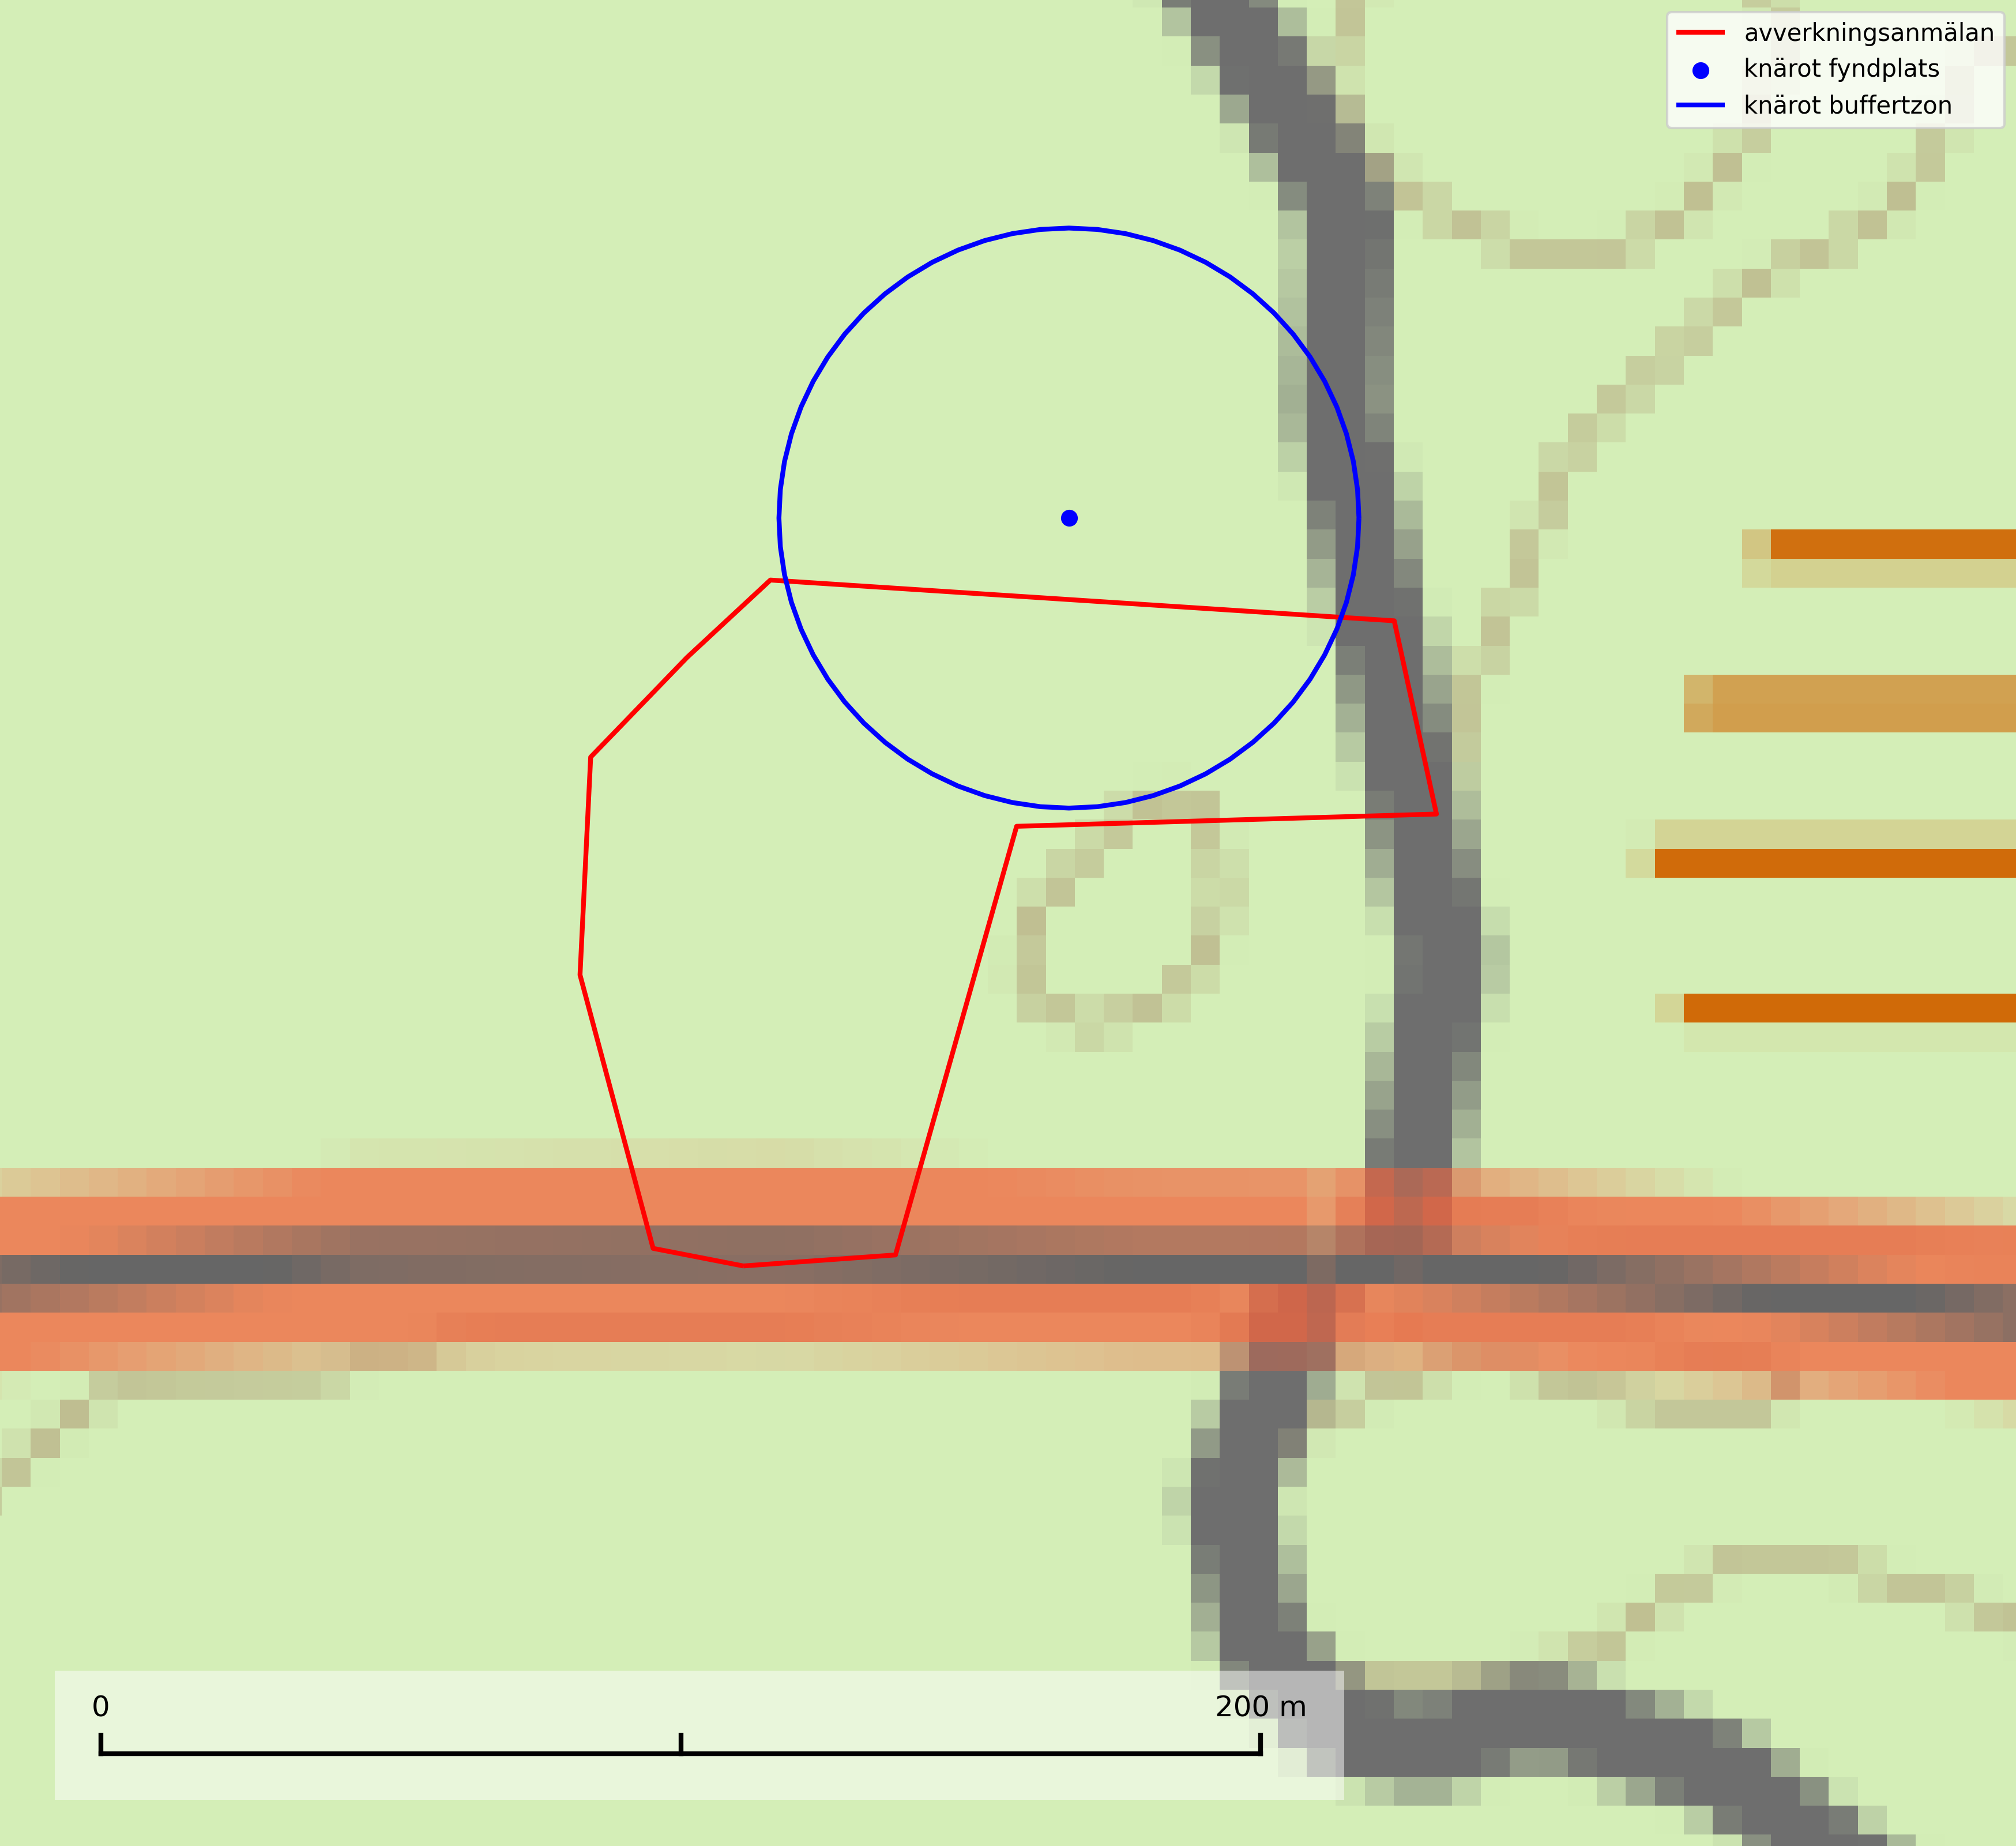 avverkningsanmälan
knärot fyndplats
knärot buffertzon
0
200 m